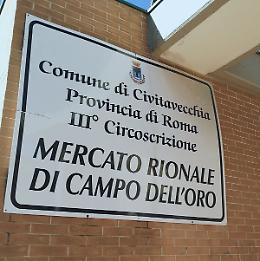 Comune di Civitavecchia
Provincia di Roma
III° Circoscrizione
MERCATO RIONALE
DI CAMPO DELL'ORO